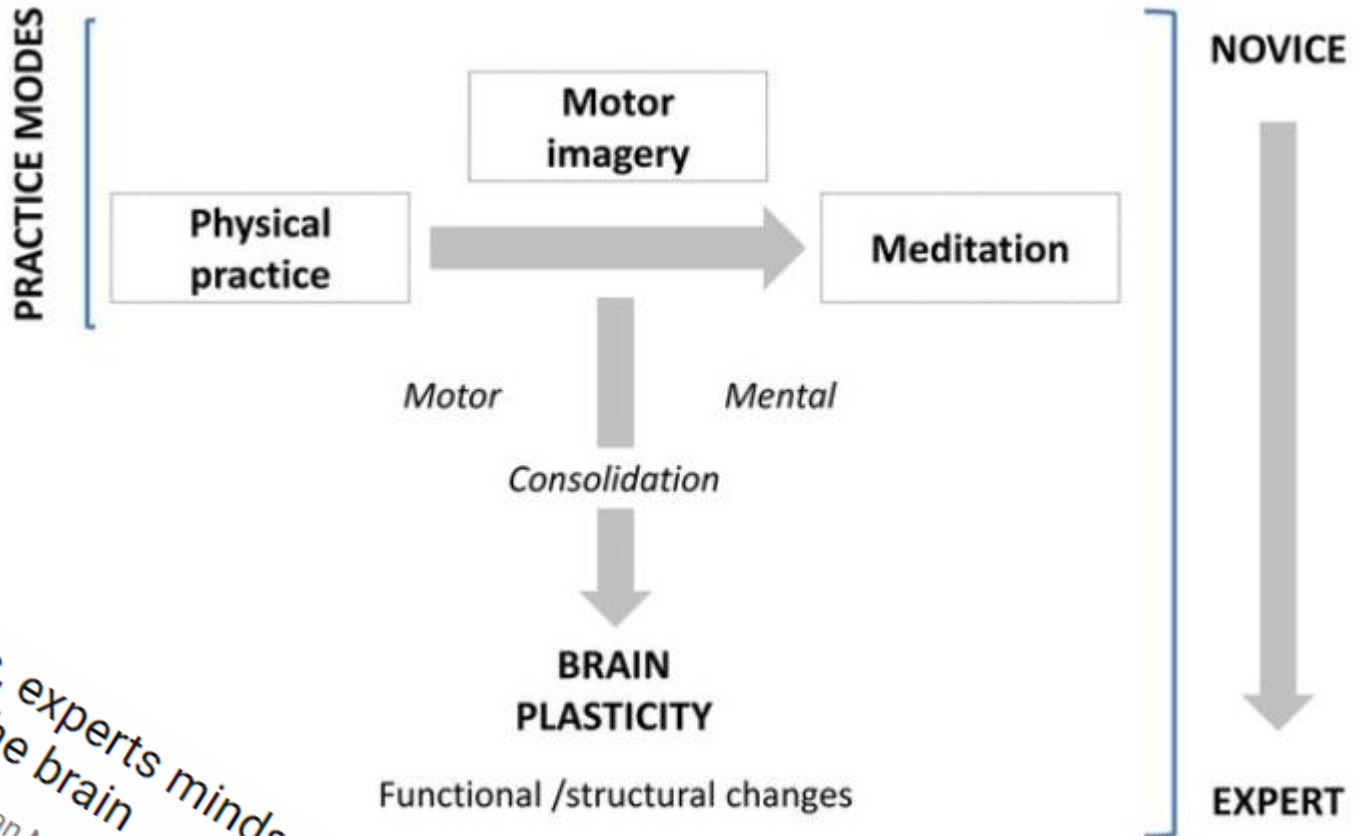 PRACTICE MODES
NOVICE
Motor
imagery
Physical
practice
Meditation
Motor
Mental
Consolidation
BRAIN
PLASTICITY
Functional /structural changes
EXPERT
experts minds
brain